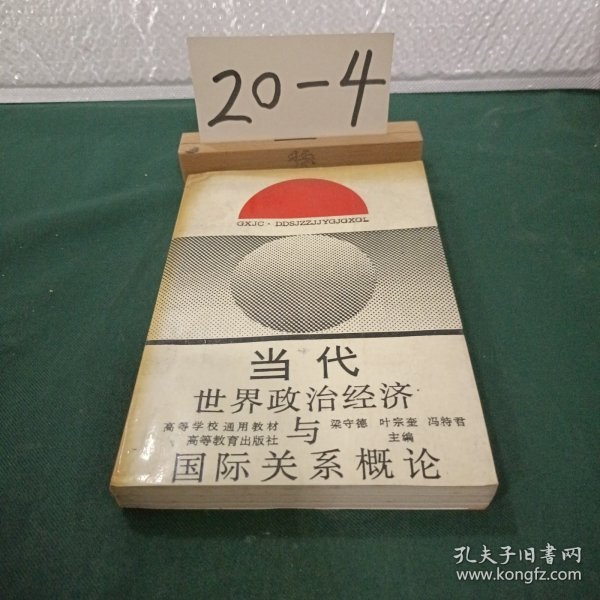 20-4
GXJC·DDSJZZJJYGJGXGL
当代
世界政治经济
高等学校 通用教材
高等教育出版社
与
梁守德 叶宗奎 冯特君
主编
国际关系概论
孔夫子旧书网
www.kongfz.com